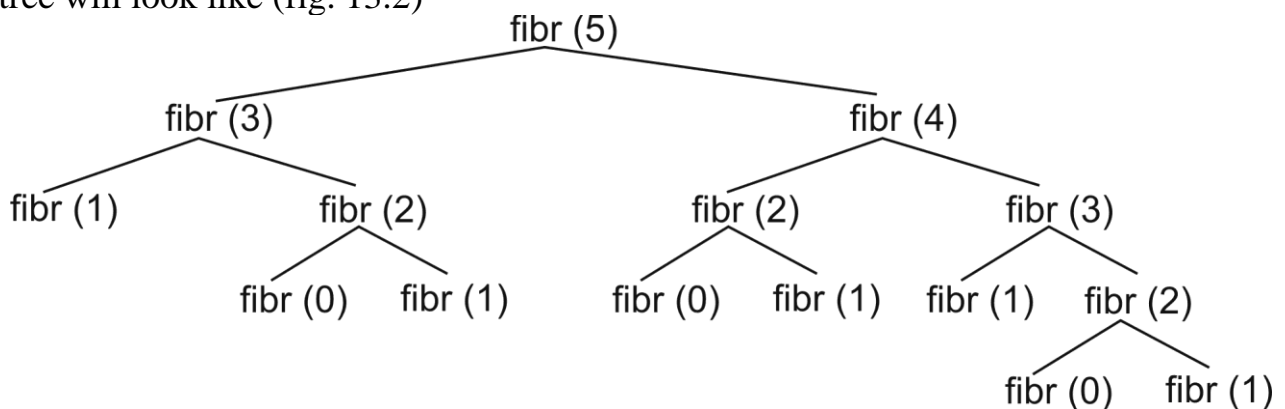 tree will look like (fig. 13.2)
fibr (5)
fibr (3) fibr (4)
fibr (1) fibr (2) fibr (2) fibr (3)
fibr (0) fibr (1) fibr (0) fibr (1) fibr (1) fibr (2)
fibr (0) fibr (1)